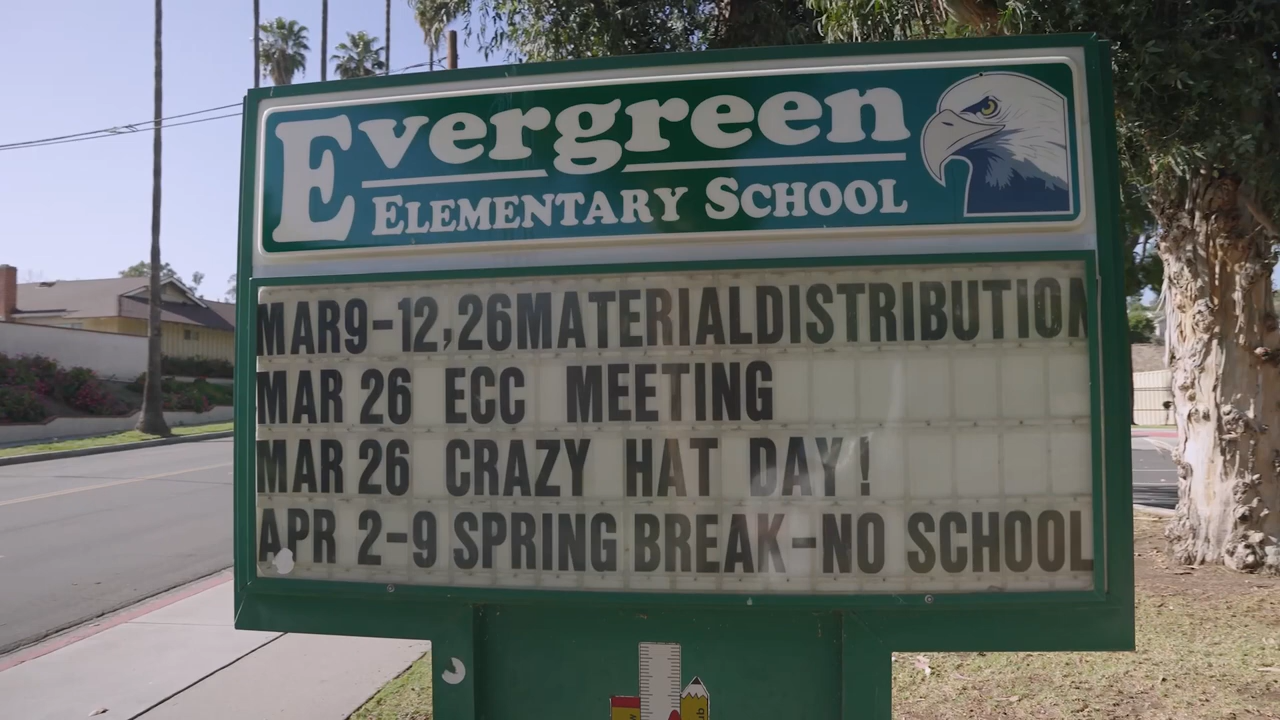 Evergreen
ELEMENTARY SCHOOL
MAR9-12,26MATERIALDISTRIBUTION
MAR 26 ECC MEETING
MAR 26 CRAZY HAT DAY!
APR 2-9 SPRING BREAK-NO SCHOOL